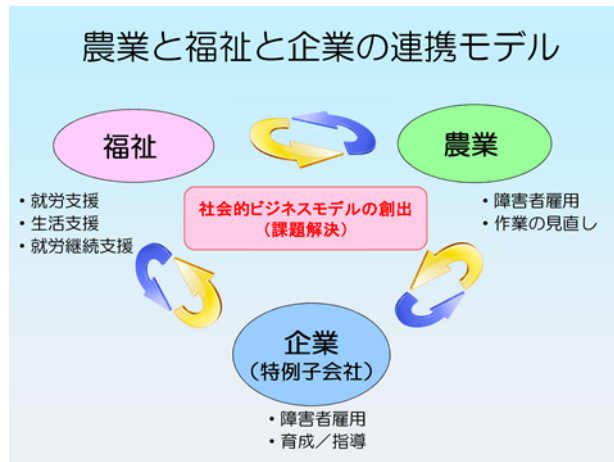 農業と福祉と企業の連携モデル
福祉
農業
・就労支援
・生活支援
・就労継続支援
社会的ビジネスモデルの創出
（課題解決）
・障害者雇用
・作業の見直し
企業
（特例子会社）
・障害者雇用
・育成／指導